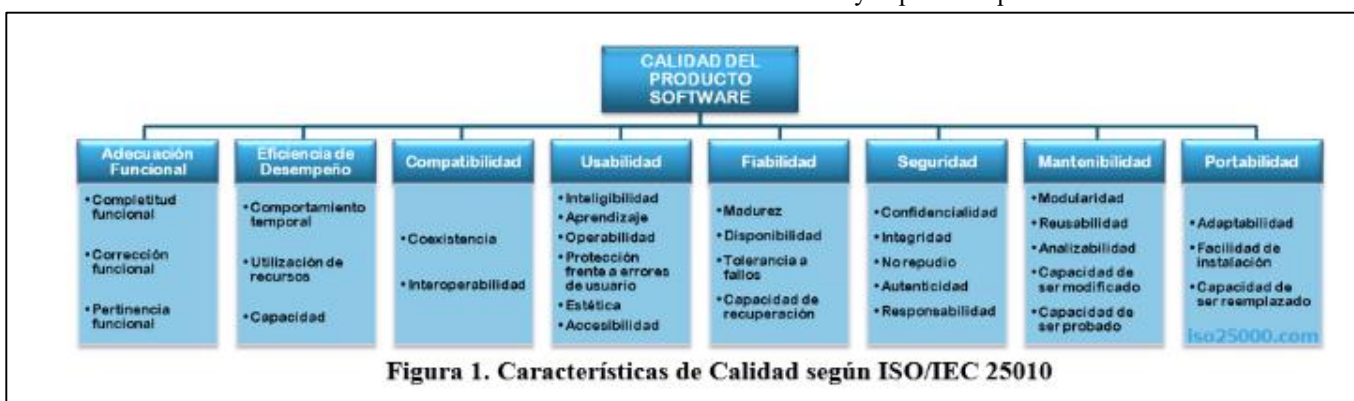 CALIDAD DEL
PRODUCTO
SOFTWARE
Adecuación
Funcional
•Completitud
funcional
•Corrección
funcional
•Pertinencia
funcional
Eficiencia de
Desempeño
•Comportamiento
temporal
•Utilización de
recursos
•Capacidad
Compatibilidad
•Coexistencia
•Interoperabilidad
Usabilidad
•Inteligibilidad
•Aprendizaje
•Operabilidad
•Protección
frente a errores
de usuario
•Estética
•Accesibilidad
Fiabilidad
•Madurez
•Disponibilidad
•Tolerancia a
fallos
•Capacidad de
recuperación
Seguridad
•Confidencialidad
•Integridad
•No repudio
•Autenticidad
•Responsabilidad
Mantenibilidad
•Modularidad
•Reusabilidad
•Analizabilidad
•Capacidad de
ser modificado
•Capacidad de
ser probado
Portabilidad
•Adaptabilidad
•Facilidad de
instalación
•Capacidad de
ser reemplazado
iso25000.com
Figura 1. Características de Calidad según ISO/IEC 25010